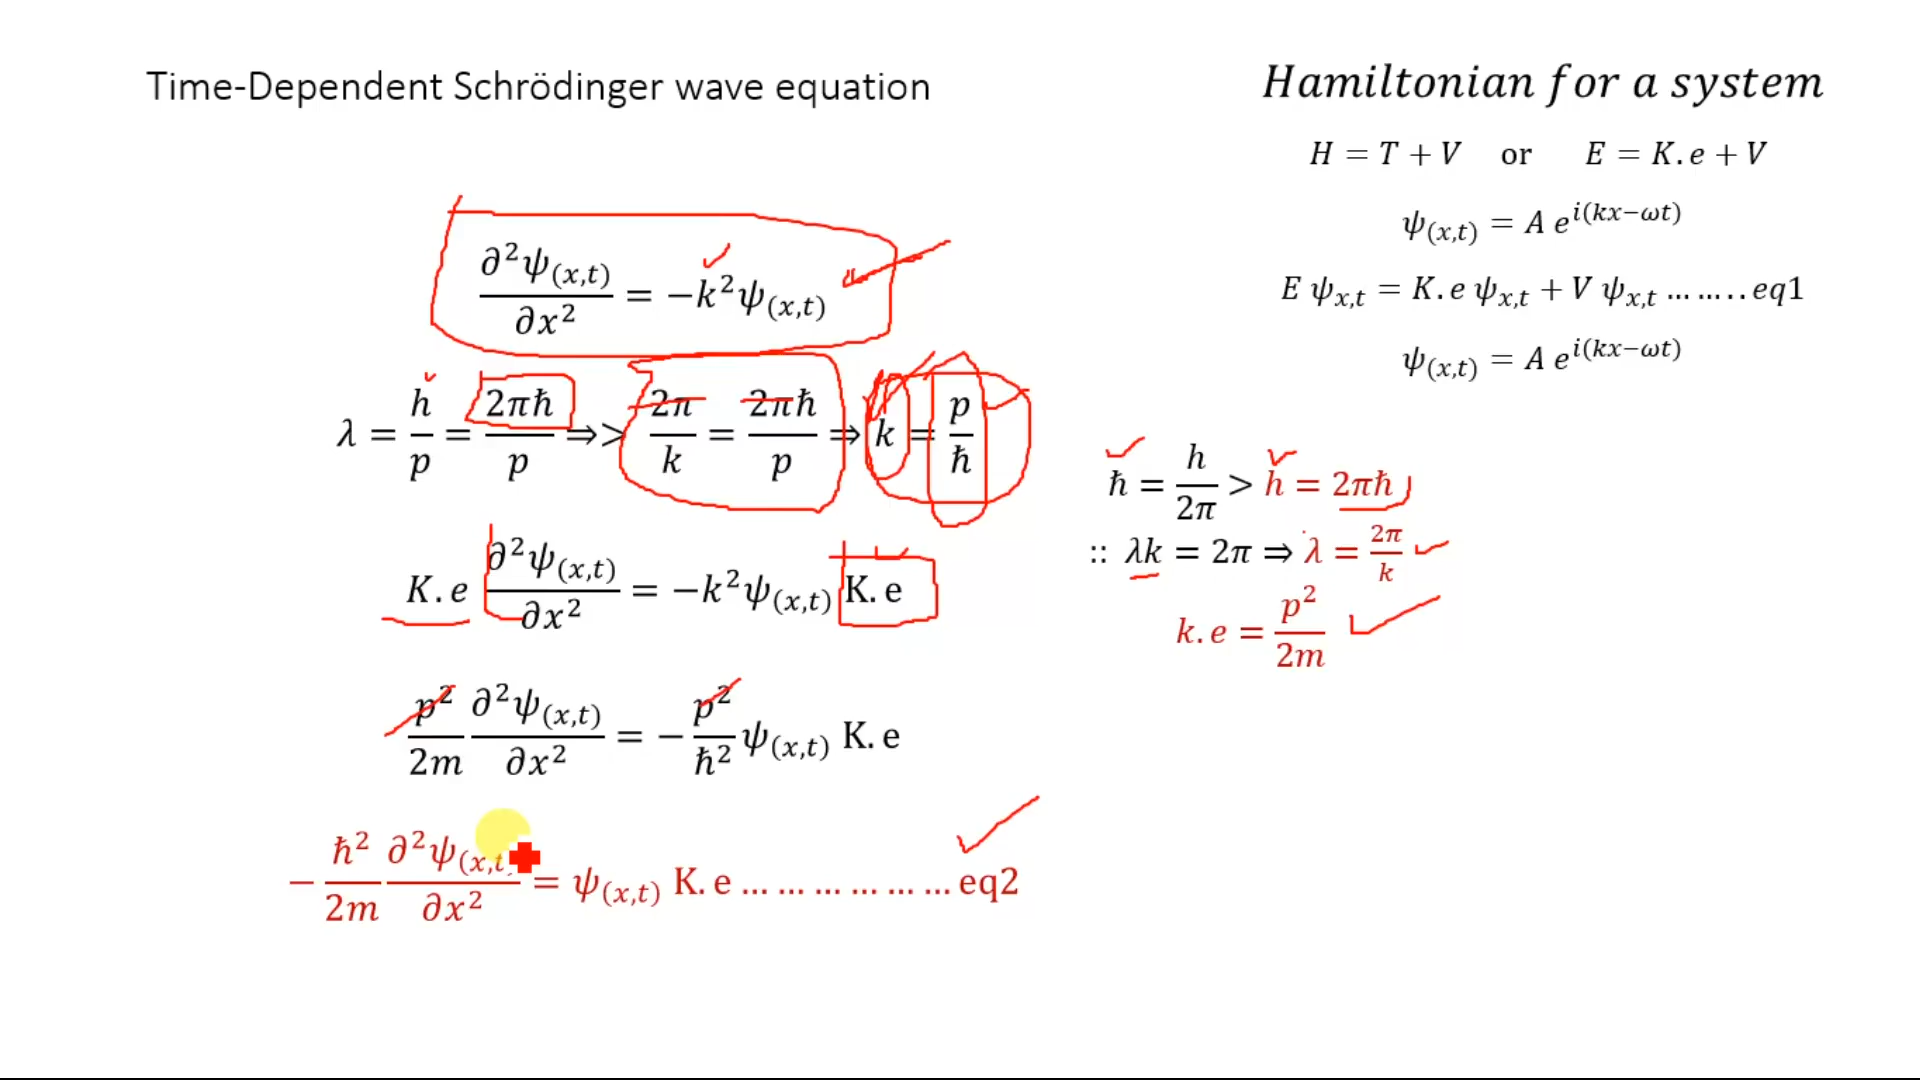 Time-Dependent Schrödinger wave equation
∂²ψ₍ₓ,ₜ₎/∂x² = −k²ψ₍ₓ,ₜ₎
λ = h/p = 2πħ/p ⇒> 2π/k = 2πħ/p ⇒ k = p/ħ
K.e ∂²ψ₍ₓ,ₜ₎/∂x² = −k²ψ₍ₓ,ₜ₎ K.e
p²/2m ∂²ψ₍ₓ,ₜ₎/∂x² = −p²/ħ² ψ₍ₓ,ₜ₎ K.e
−ħ²/2m ∂²ψ₍ₓ,ₜ₎/∂x² = ψ₍ₓ,ₜ₎ K.e … … … … … … eq2
Hamiltonian for a system
H = T + V or E = K.e + V
ψ₍ₓ,ₜ₎ = A e^{i(kx−ωt)}
E ψₓ,ₜ = K.e ψₓ,ₜ + V ψₓ,ₜ … … . . eq1
ψ₍ₓ,ₜ₎ = A e^{i(kx−ωt)}
ħ = h/2π > h = 2πħ
:: λk = 2π ⇒ λ = 2π/k
k.e = p²/2m